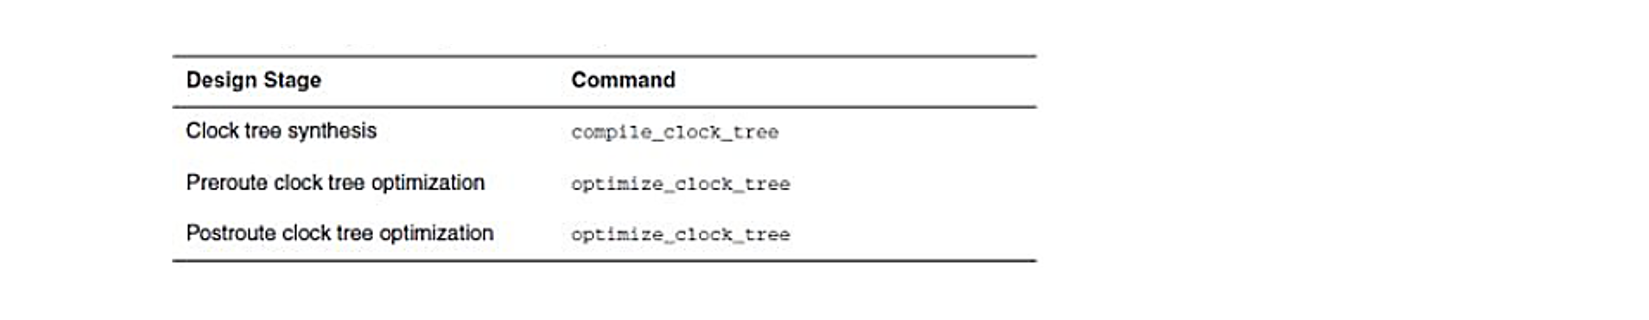 Design Stage Command
Clock tree synthesis compile_clock_tree
Preroute clock tree optimization optimize_clock_tree
Postroute clock tree optimization optimize_clock_tree